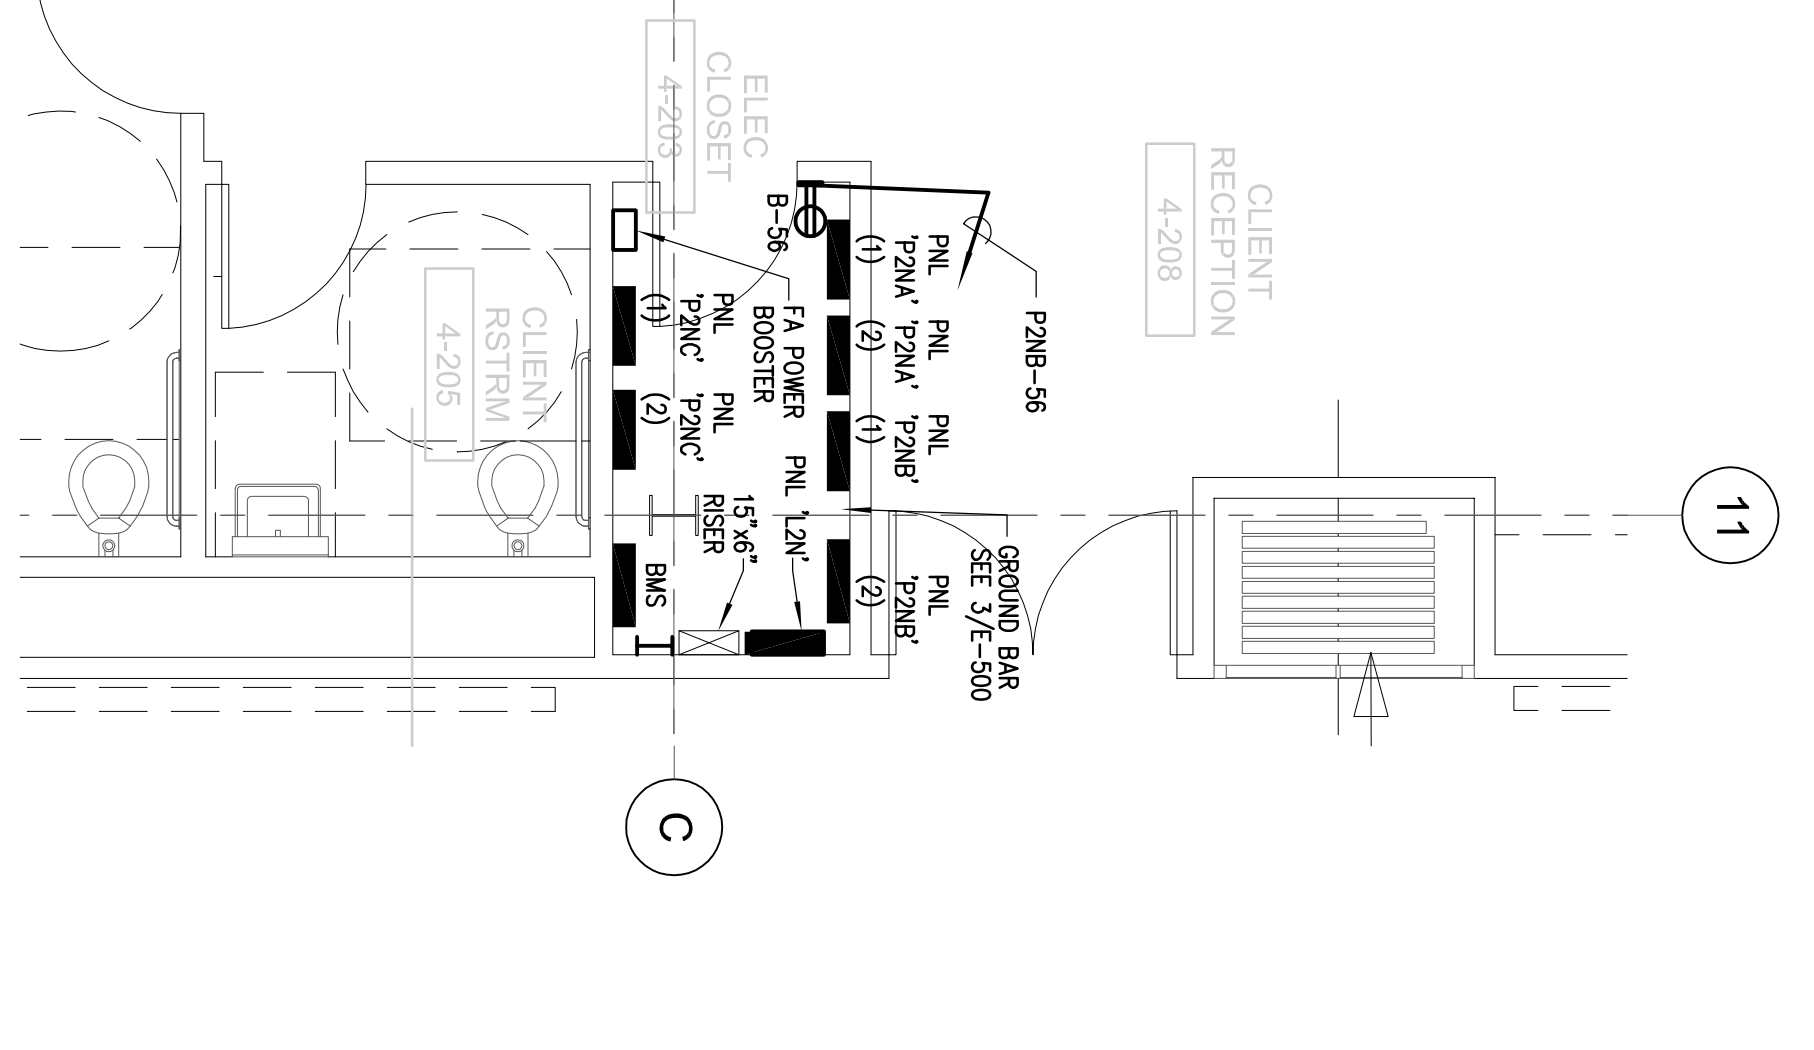 ELEC
CLOSET
4-203
CLIENT
RECEPTION
4-208
CLIENT
RSTRM
4-205
B-56
P2NB-56
PNL
'P2NA'
(1)
PNL
'P2NA'
(2)
PNL
'P2NB'
(1)
PNL
'P2NB'
(2)
PNL
'P2NC'
(1)
PNL
'P2NC'
(2)
FA POWER
BOOSTER
PNL 'L2N'
15"x6"
RISER
BMS
GROUND BAR
SEE 3/E-500
11
C